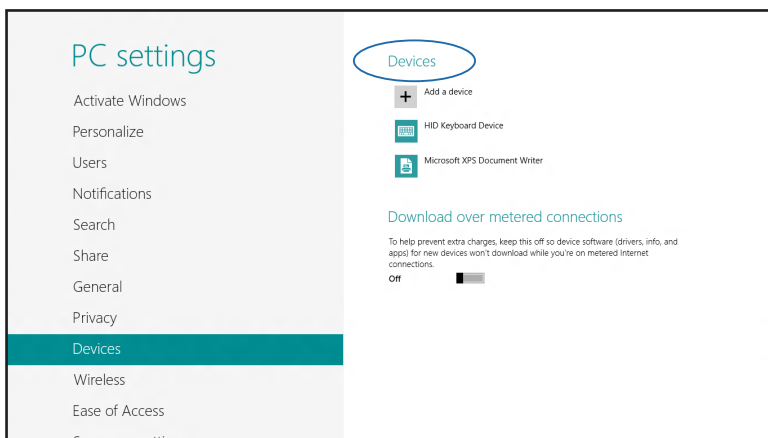 PC settings
Activate Windows
Personalize
Users
Notifications
Search
Share
General
Privacy
Devices
Wireless
Ease of Access
Devices
Add a device
HID Keyboard Device
Microsoft XPS Document Writer
Download over metered connections
To help prevent extra charges, keep this off so device software (drivers, info, and
apps) for new devices won't download while you're on metered Internet
connections.
Off